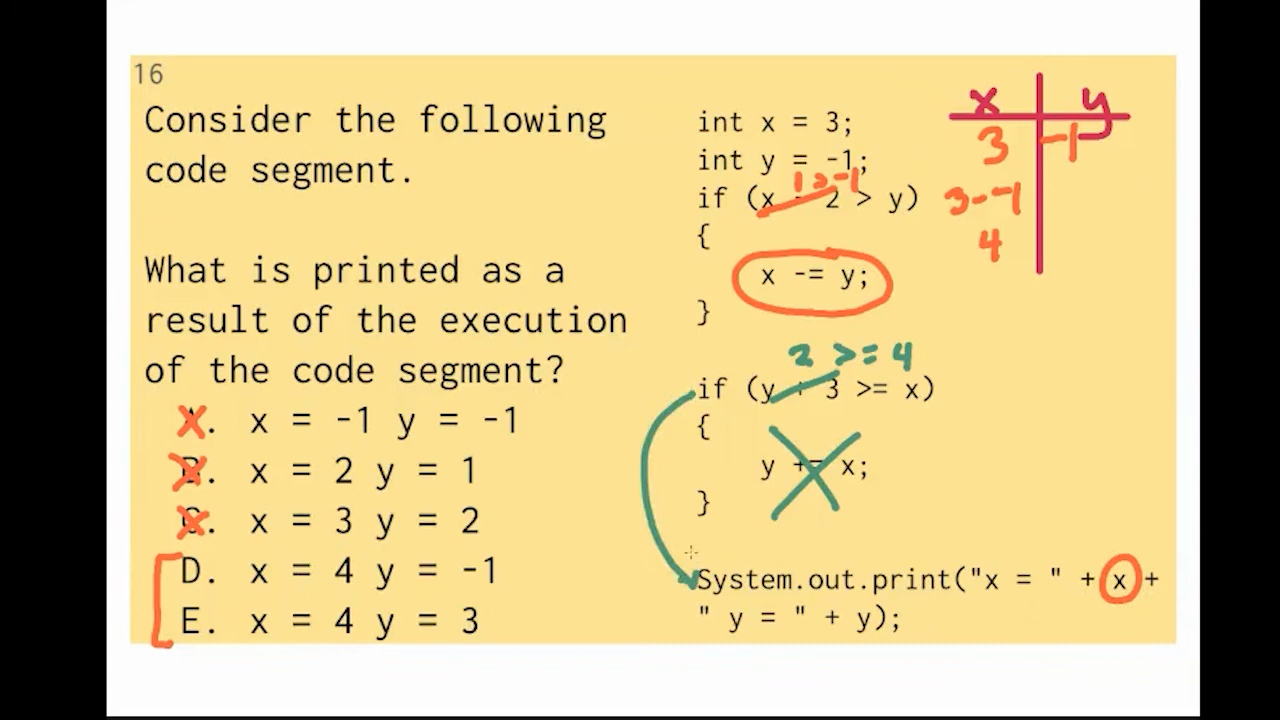 16
Consider the following
code segment.
What is printed as a
result of the execution
of the code segment?
A. x = -1 y = -1
B. x = 2 y = 1
C. x = 3 y = 2
D. x = 4 y = -1
E. x = 4 y = 3
int x = 3;
int y = -1;
1 > -1
if (x - 2 > y)
{
x -= y;
}
2 >= 4
if (y + 3 >= x)
{
y += x;
}
System.out.print("x = " + x +
" y = " + y);
x y
3 -1
3--1
4